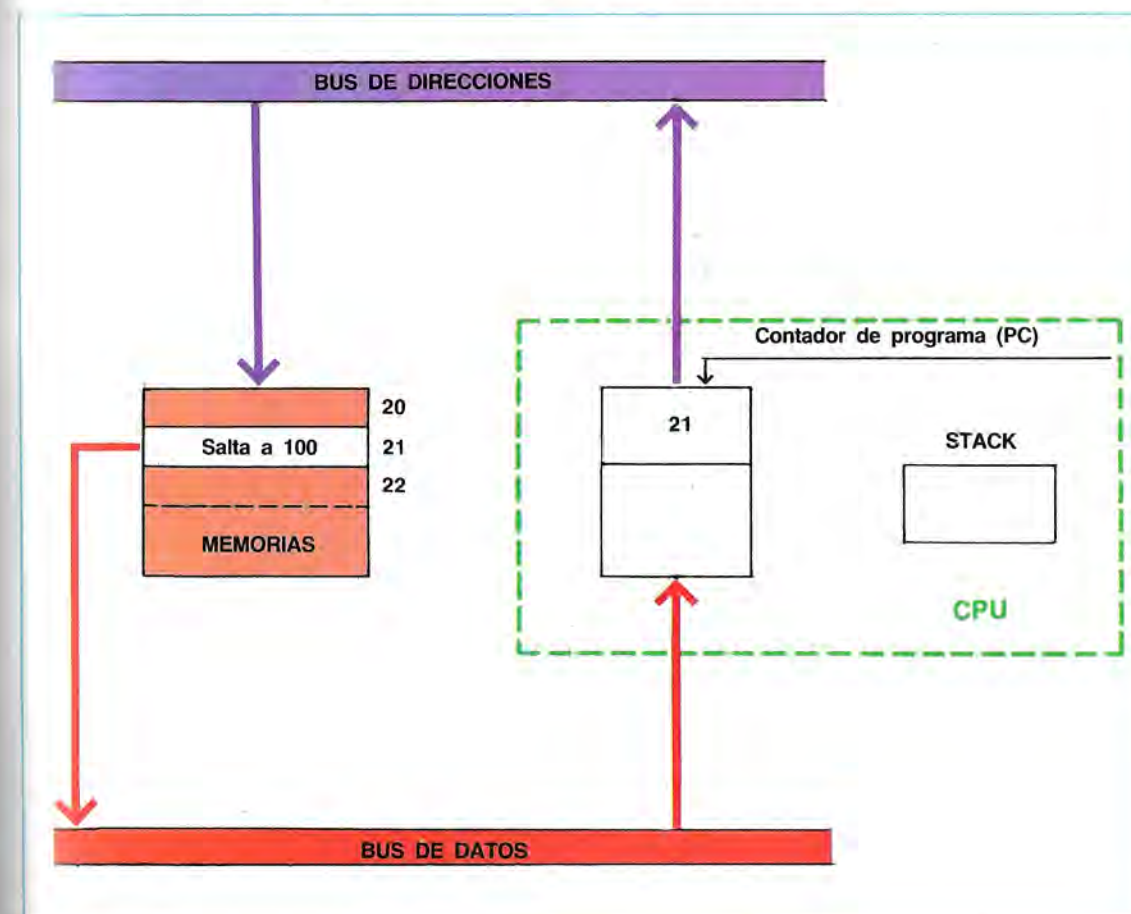 BUS DE DIRECCIONES
Contador de programa (PC)
20
Salta a 100
21
22
MEMORIAS
21
STACK
CPU
BUS DE DATOS